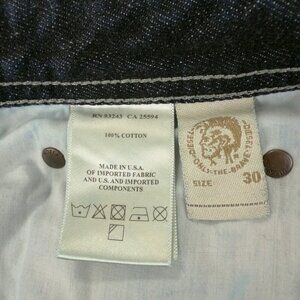 RN 93243 CA 25594
100% COTTON
MADE IN U.S.A.
OF IMPORTED FABRIC
AND U.S. AND IMPORTED
COMPONENTS
DIESEL
ONLY-THE-BRAVE
DIESEL
SIZE 30